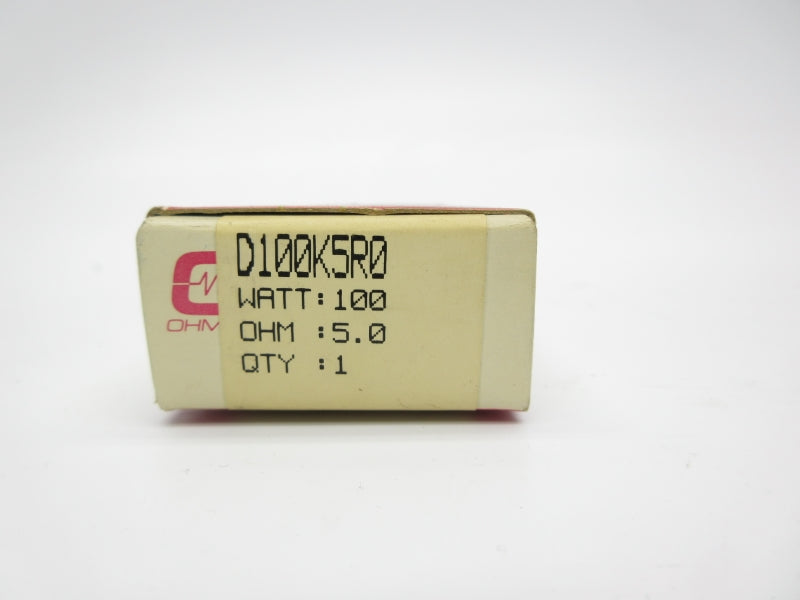 D100K5R0
WATT:100
OHM :5.0
QTY :1
OHM